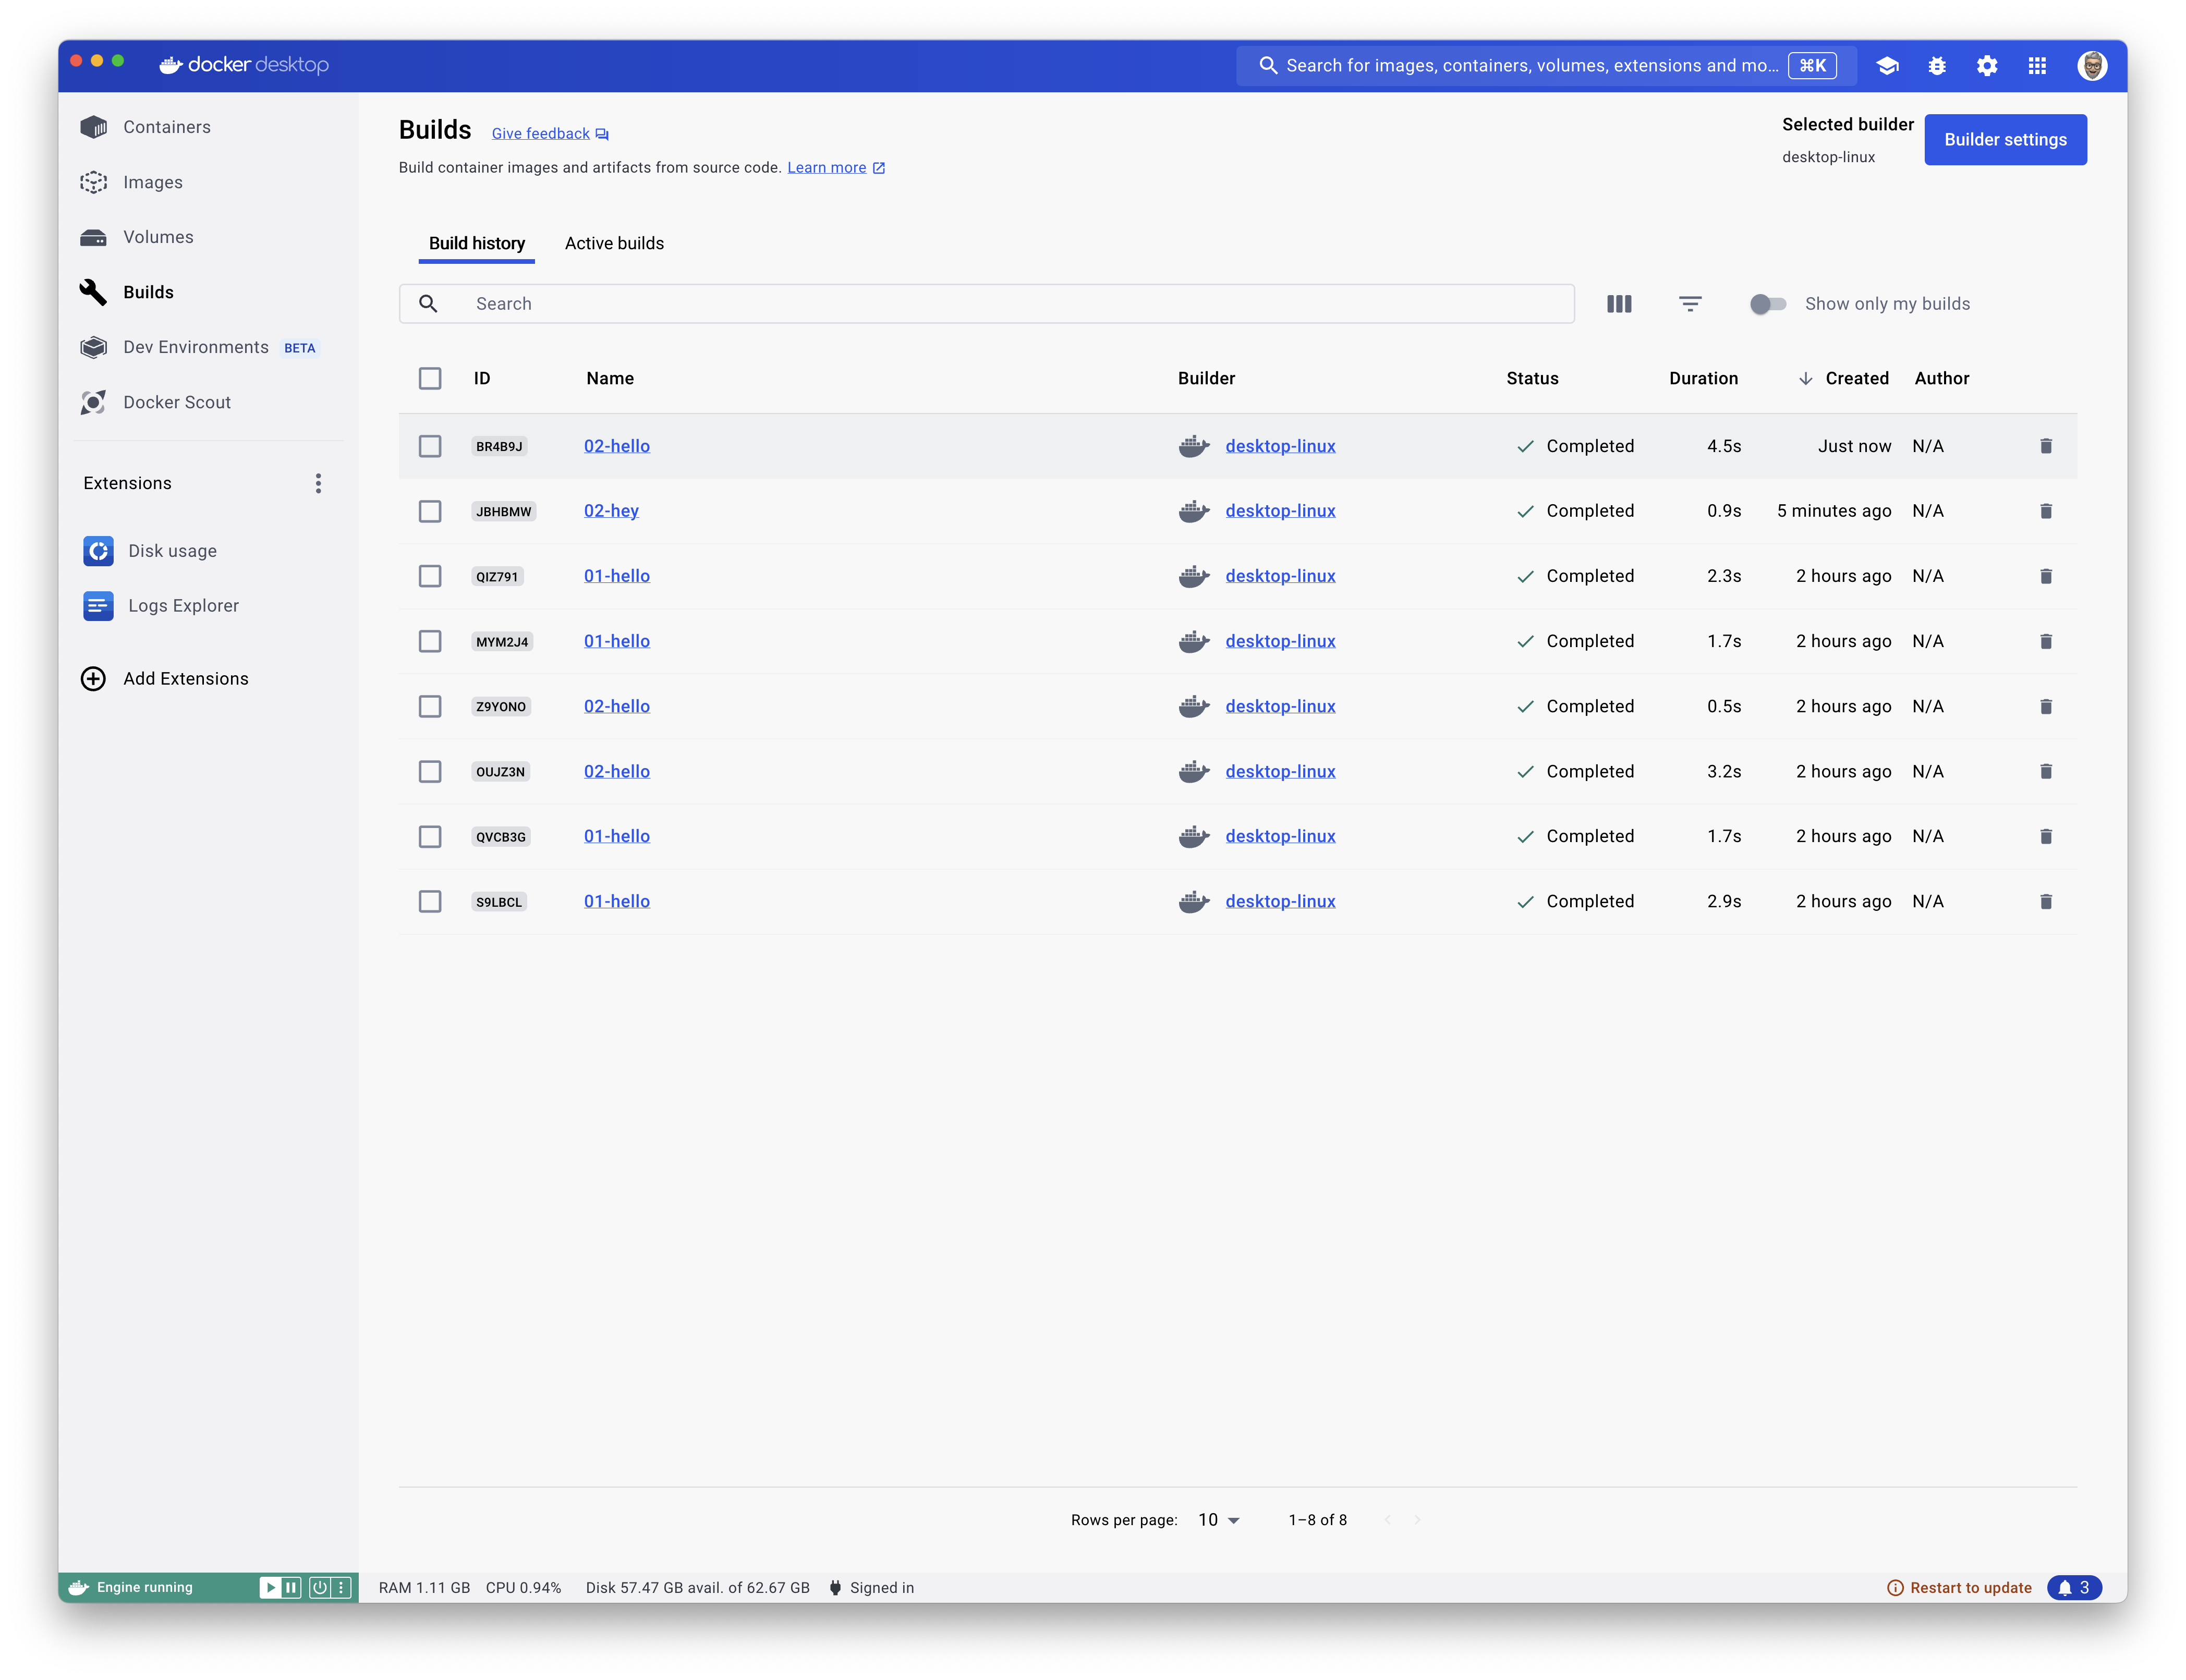 docker desktop
Search for images, containers, volumes, extensions and mo... ⌘K
Containers
Images
Volumes
Builds
Dev Environments BETA
Docker Scout
Extensions
Disk usage
Logs Explorer
Add Extensions
Builds Give feedback
Build container images and artifacts from source code. Learn more
Selected builder
desktop-linux
Builder settings
Build history Active builds
Search
Show only my builds
ID Name Builder Status Duration Created Author
BR4B9J 02-hello desktop-linux Completed 4.5s Just now N/A
JBHBMW 02-hey desktop-linux Completed 0.9s 5 minutes ago N/A
QIZ791 01-hello desktop-linux Completed 2.3s 2 hours ago N/A
MYM2J4 01-hello desktop-linux Completed 1.7s 2 hours ago N/A
Z9YONO 02-hello desktop-linux Completed 0.5s 2 hours ago N/A
OUJZ3N 02-hello desktop-linux Completed 3.2s 2 hours ago N/A
QVCB3G 01-hello desktop-linux Completed 1.7s 2 hours ago N/A
S9LBCL 01-hello desktop-linux Completed 2.9s 2 hours ago N/A
Rows per page: 10 1–8 of 8
Engine running
RAM 1.11 GB CPU 0.94% Disk 57.47 GB avail. of 62.67 GB Signed in
Restart to update 3